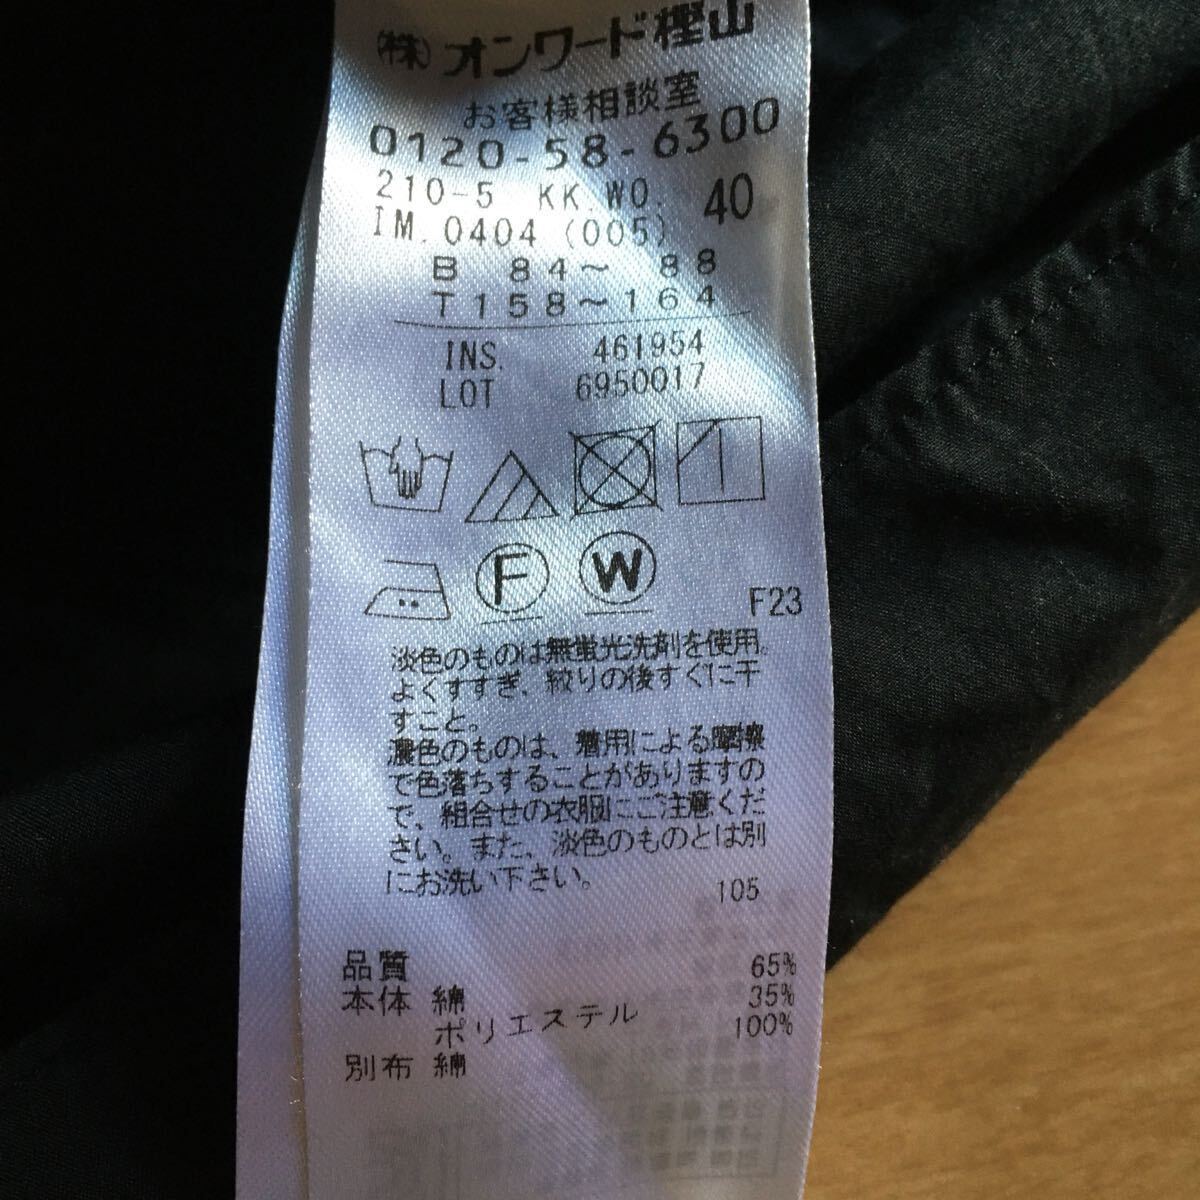 ㈱オンワード樫山
お客様相談室
0120-58-6300
210-5 KK.WO. 40
IM.0404(005)
B 84〜 88
T158〜164
INS. 461954
LOT 6950017
F W
F23
淡色のものは無蛍光洗剤を使用。
よくすすぎ、絞りの後すぐに干
すこと。
濃色のものは、着用による摩擦
で色落ちすることがありますの
で、組合せの衣服にご注意くだ
さい。また、淡色のものとは別
にお洗い下さい。
105
品質
本体 綿 65%
ポリエステル 35%
別布 綿 100%